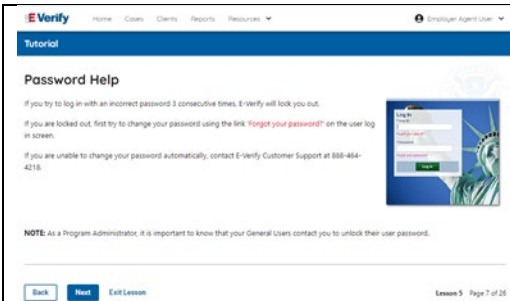 E-Verify Home Cases Clients Reports Resources Employer Agent User
Tutorial
Password Help
If you try to log in with an incorrect password 3 consecutive times, E-Verify will lock you out.
If you are locked out, first try to change your password using the link 'Forgot your password?' on the user log
in screen.
If you are unable to change your password automatically, contact E-Verify Customer Support at 888-464-
4218.
Log In
Log In
NOTE: As a Program Administrator, it is important to know that your General Users contact you to unlock their user password.
Back Next Exit Lesson Lesson 5 Page 7 of 26